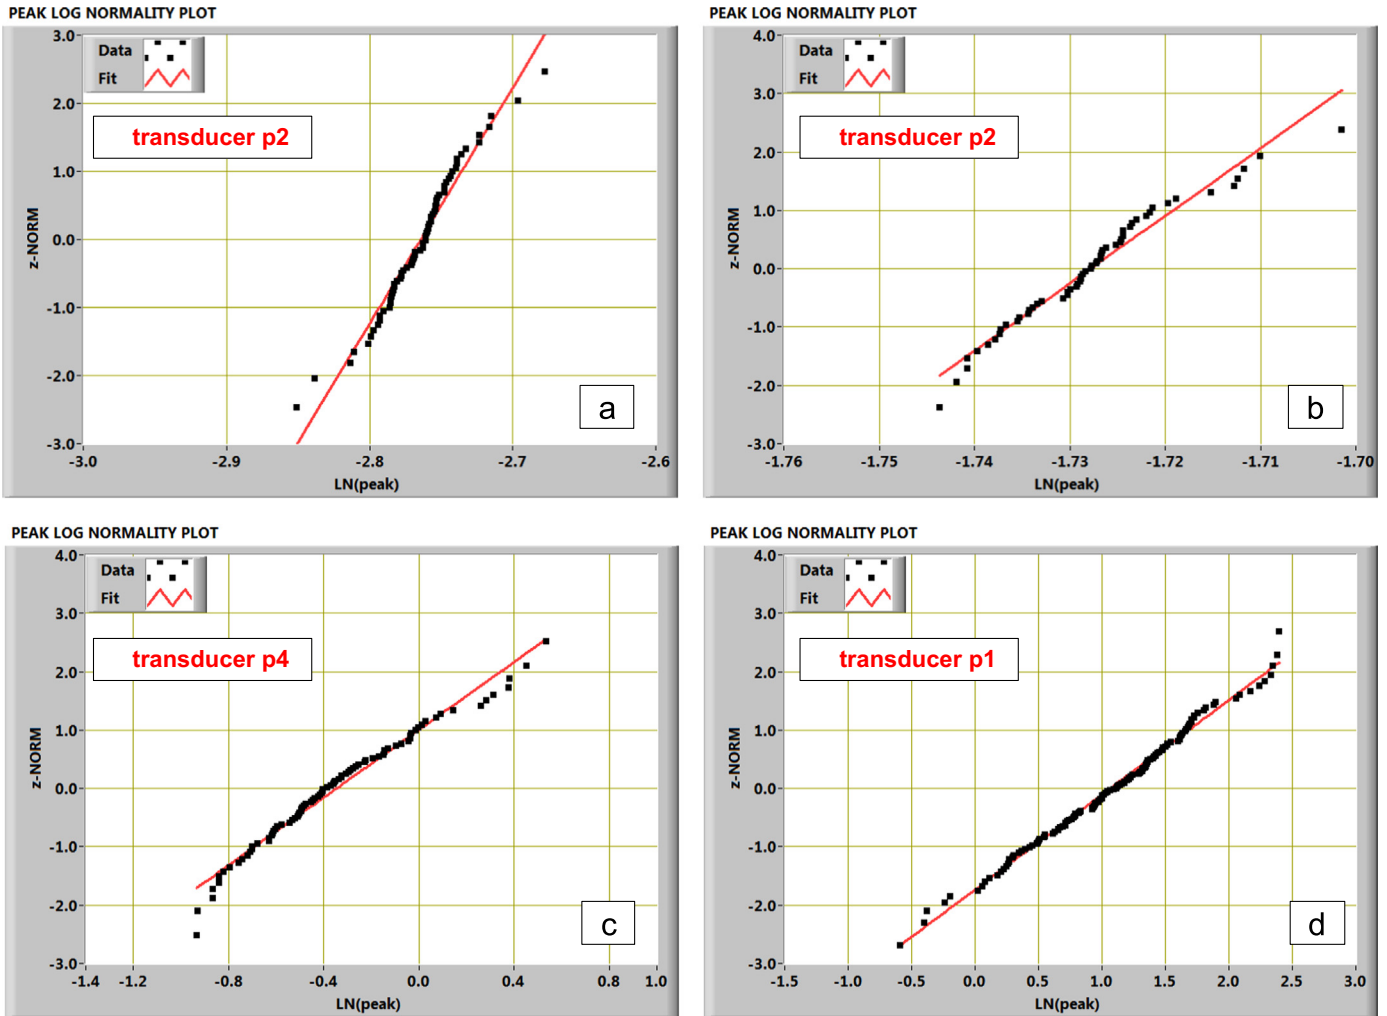 PEAK LOG NORMALITY PLOT
Data
Fit
transducer p2
a
z-NORM
3.0
2.0
1.0
0.0
-1.0
-2.0
-3.0
-3.0 -2.9 -2.8 -2.7 -2.6
LN(peak)
PEAK LOG NORMALITY PLOT
Data
Fit
transducer p2
b
z-NORM
4.0
3.0
2.0
1.0
0.0
-1.0
-2.0
-3.0
-1.76 -1.75 -1.74 -1.73 -1.72 -1.71 -1.70
LN(peak)
PEAK LOG NORMALITY PLOT
Data
Fit
transducer p4
c
z-NORM
4.0
3.0
2.0
1.0
0.0
-1.0
-2.0
-3.0
-1.4 -1.2 -0.8 -0.4 0.0 0.4 0.8 1.0
LN(peak)
PEAK LOG NORMALITY PLOT
Data
Fit
transducer p1
d
z-NORM
4.0
3.0
2.0
1.0
0.0
-1.0
-2.0
-3.0
-1.5 -1.0 -0.5 0.0 0.5 1.0 1.5 2.0 2.5 3.0
LN(peak)